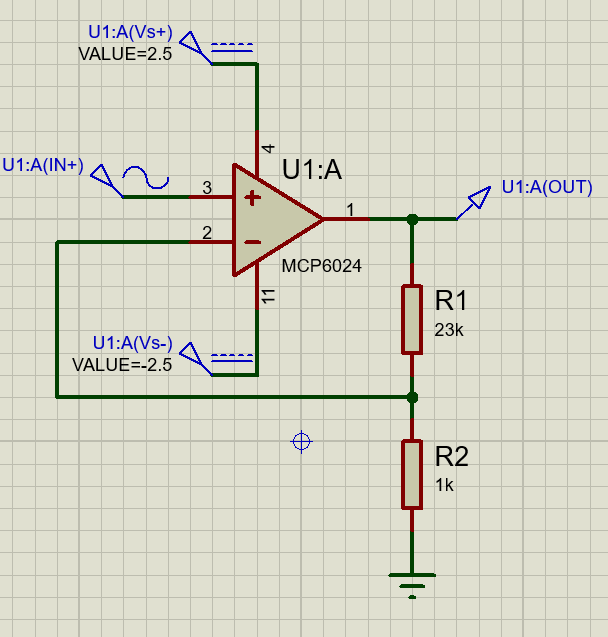 U1:A(Vs+)
VALUE=2.5
4
U1:A
U1:A(IN+)
3
1
U1:A(OUT)
2
MCP6024
11
R1
23k
U1:A(Vs-)
VALUE=-2.5
R2
1k